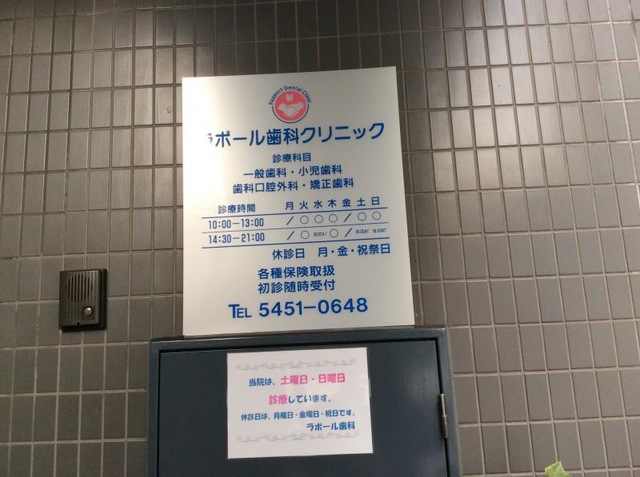 Rapport Dental Clinic
ラポール歯科クリニック
診療科目
一般歯科・小児歯科
歯科口腔外科・矯正歯科
診療時間 月 火 水 木 金 土 日
10:00－13:00 / ○ ○ ○ / ○ ○
14:30－21:00 / ○ ○ /
休診日 月・金・祝祭日
各種保険取扱
初診随時受付
TEL 5451-0648
当院は、土曜日・日曜日
診療しています。
休診日は、月曜日・金曜日・祝日です。
ラポール歯科